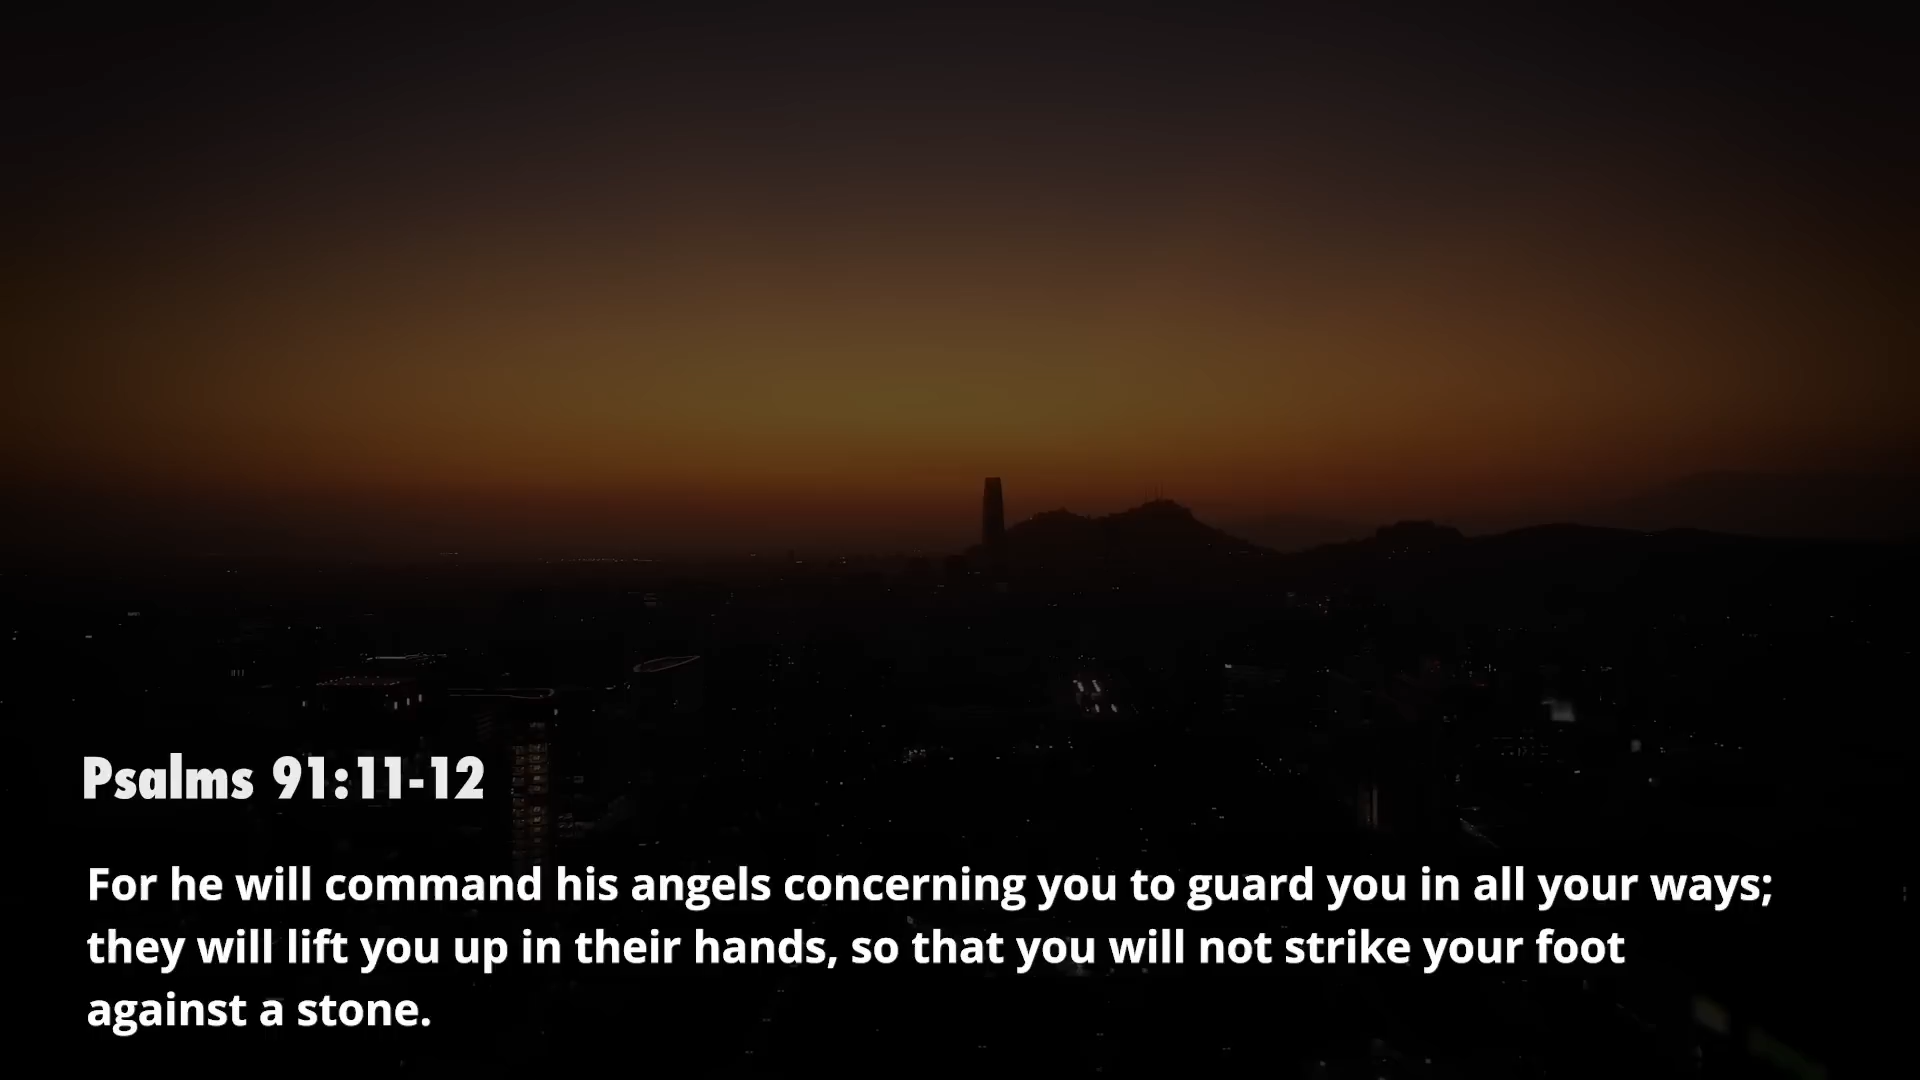 Psalms 91:11-12
For he will command his angels concerning you to guard you in all your ways;
they will lift you up in their hands, so that you will not strike your foot
against a stone.